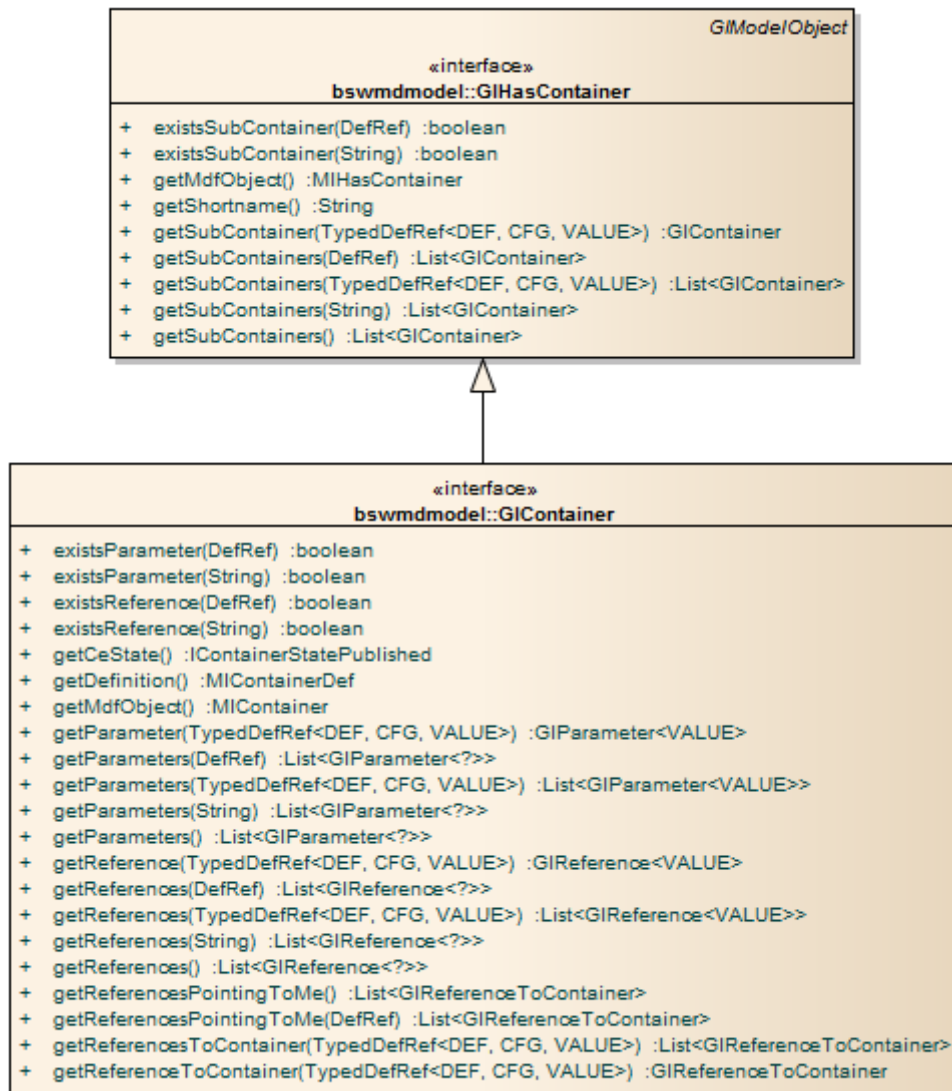 GIModelObject
«interface»
bswmdmodel::GIHasContainer
+ existsSubContainer(DefRef) :boolean
+ existsSubContainer(String) :boolean
+ getMdfObject() :MIHasContainer
+ getShortname() :String
+ getSubContainer(TypedDefRef<DEF, CFG, VALUE>) :GIContainer
+ getSubContainers(DefRef) :List<GIContainer>
+ getSubContainers(TypedDefRef<DEF, CFG, VALUE>) :List<GIContainer>
+ getSubContainers(String) :List<GIContainer>
+ getSubContainers() :List<GIContainer>
«interface»
bswmdmodel::GIContainer
+ existsParameter(DefRef) :boolean
+ existsParameter(String) :boolean
+ existsReference(DefRef) :boolean
+ existsReference(String) :boolean
+ getCeState() :IContainerStatePublished
+ getDefinition() :MIContainerDef
+ getMdfObject() :MIContainer
+ getParameter(TypedDefRef<DEF, CFG, VALUE>) :GIParameter<VALUE>
+ getParameters(DefRef) :List<GIParameter<?>>
+ getParameters(TypedDefRef<DEF, CFG, VALUE>) :List<GIParameter<VALUE>>
+ getParameters(String) :List<GIParameter<?>>
+ getParameters() :List<GIParameter<?>>
+ getReference(TypedDefRef<DEF, CFG, VALUE>) :GIReference<VALUE>
+ getReferences(DefRef) :List<GIReference<?>>
+ getReferences(TypedDefRef<DEF, CFG, VALUE>) :List<GIReference<VALUE>>
+ getReferences(String) :List<GIReference<?>>
+ getReferences() :List<GIReference<?>>
+ getReferencesPointingToMe() :List<GIReferenceToContainer>
+ getReferencesPointingToMe(DefRef) :List<GIReferenceToContainer>
+ getReferencesToContainer(TypedDefRef<DEF, CFG, VALUE>) :List<GIReferenceToContainer>
+ getReferenceToContainer(TypedDefRef<DEF, CFG, VALUE>) :GIReferenceToContainer